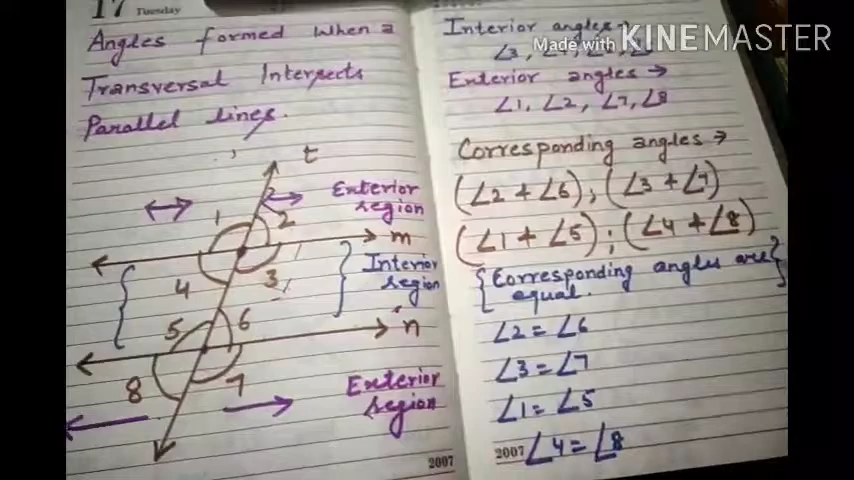 17 Tuesday
Angles formed When a
Transversal Intersects
Parallel lines.
t
1
2
Exterior
region
m
4
3
Interior
region
5
6
n
8
7
Exterior
region
2007
Interior angles →
∠3,
Made with KINEMASTER
Exterior angles →
∠1, ∠2, ∠7, ∠8
Corresponding angles →
(∠2 + ∠6), (∠3 + ∠7)
(∠1 + ∠5); (∠4 + ∠8)
{Corresponding angles are}
equal.
∠2 = ∠6
∠3 = ∠7
∠1 = ∠5
2007 ∠4 = ∠8